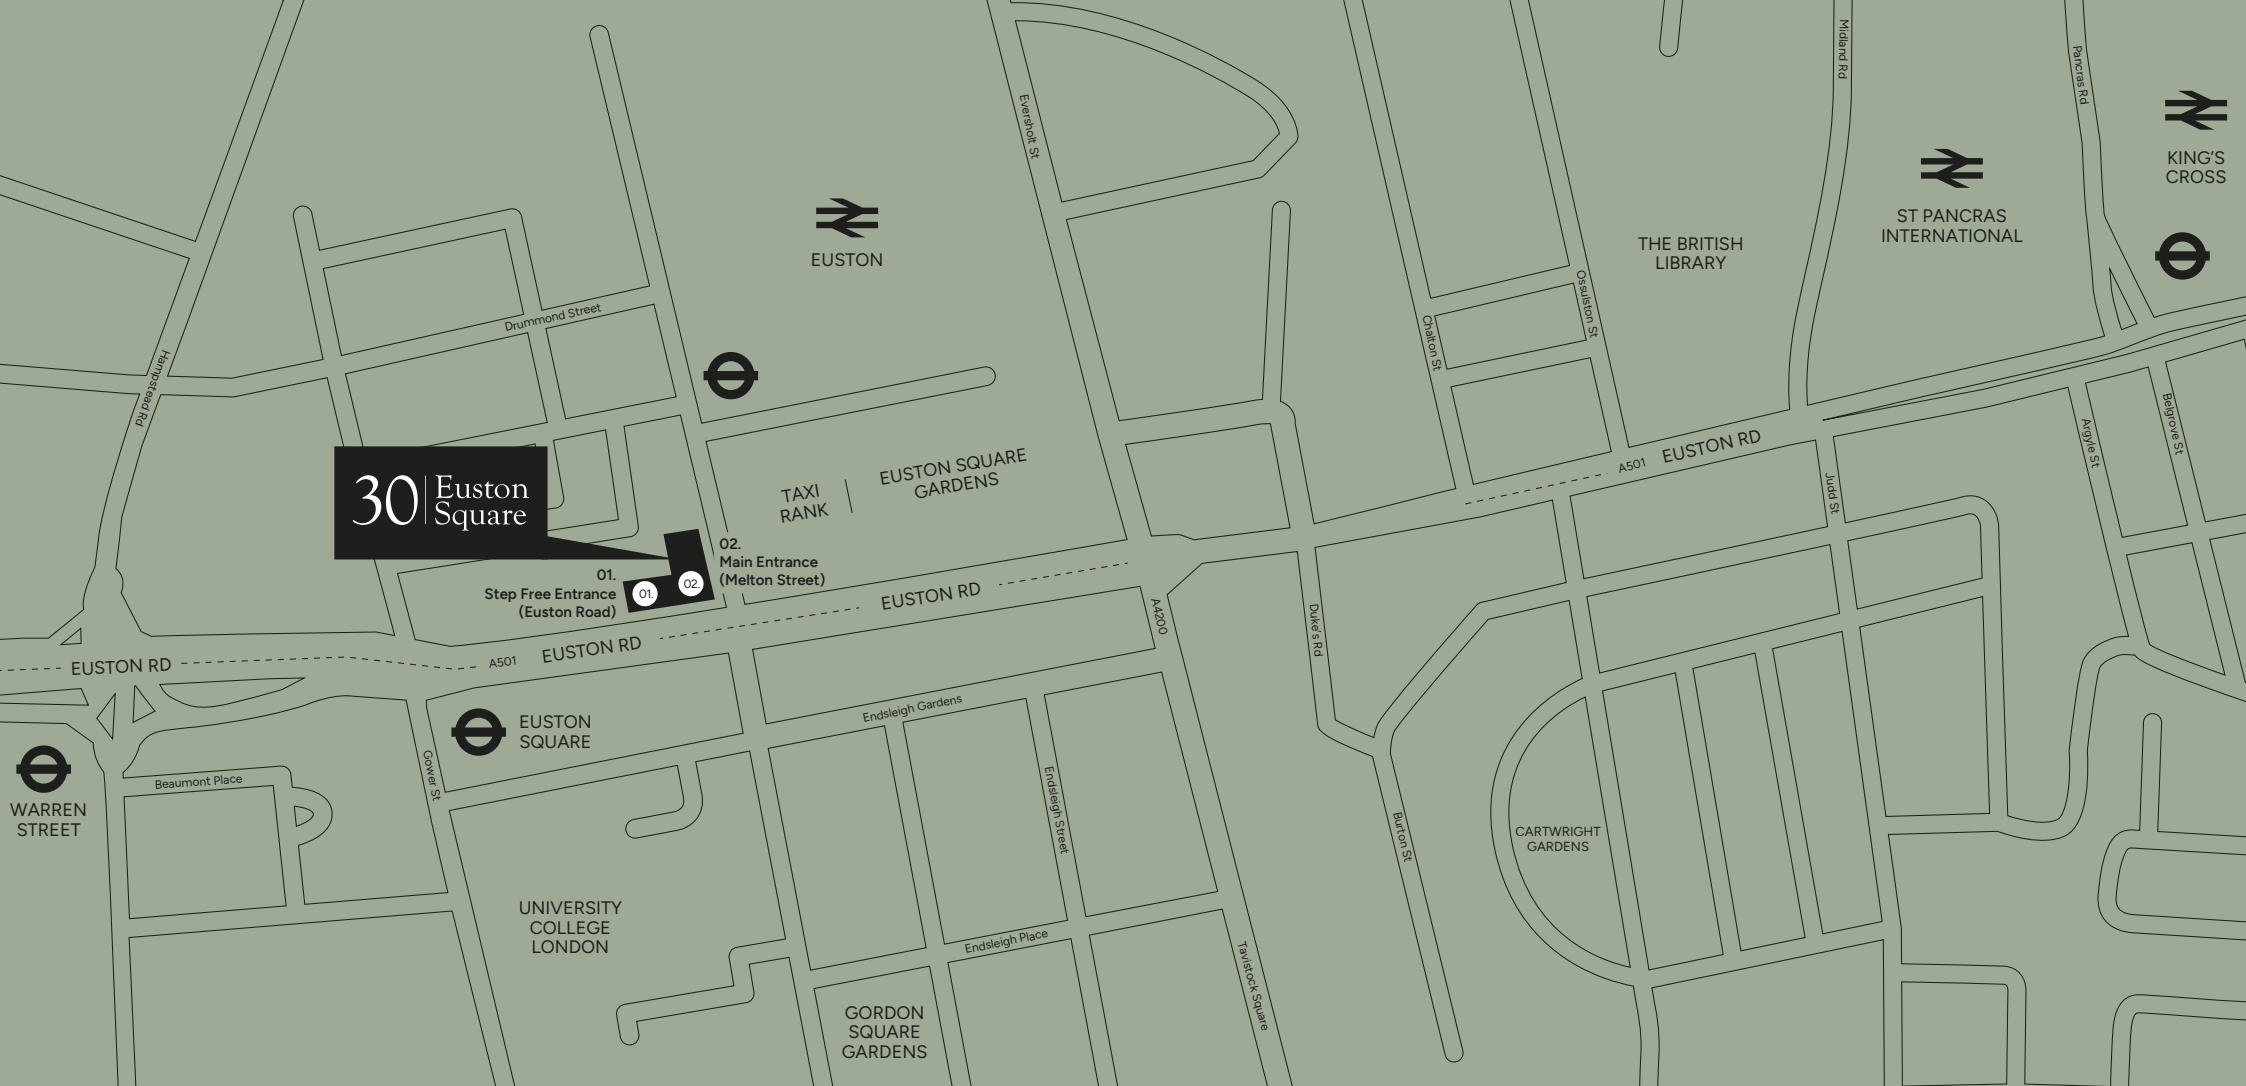 Midland Rd
Pancras Rd
Eversholt St
KING'S
CROSS
ST PANCRAS
INTERNATIONAL
THE BRITISH
LIBRARY
EUSTON
Drummond Street
Ossulston St
Chalton St
Hampstead Rd
Belgrove St
Argyle St
EUSTON RD
A501
Judd St
EUSTON SQUARE
GARDENS
TAXI
RANK
30
Euston
Square
02.
Main Entrance
(Melton Street)
01.
Step Free Entrance
(Euston Road)
01.
02.
EUSTON RD
A4200
Duke's Rd
EUSTON RD
A501
EUSTON RD
Endsleigh Gardens
EUSTON
SQUARE
Gower St
Beaumont Place
WARREN
STREET
Endsleigh Street
Burton St
CARTWRIGHT
GARDENS
UNIVERSITY
COLLEGE
LONDON
Endsleigh Place
Tavistock Square
GORDON
SQUARE
GARDENS